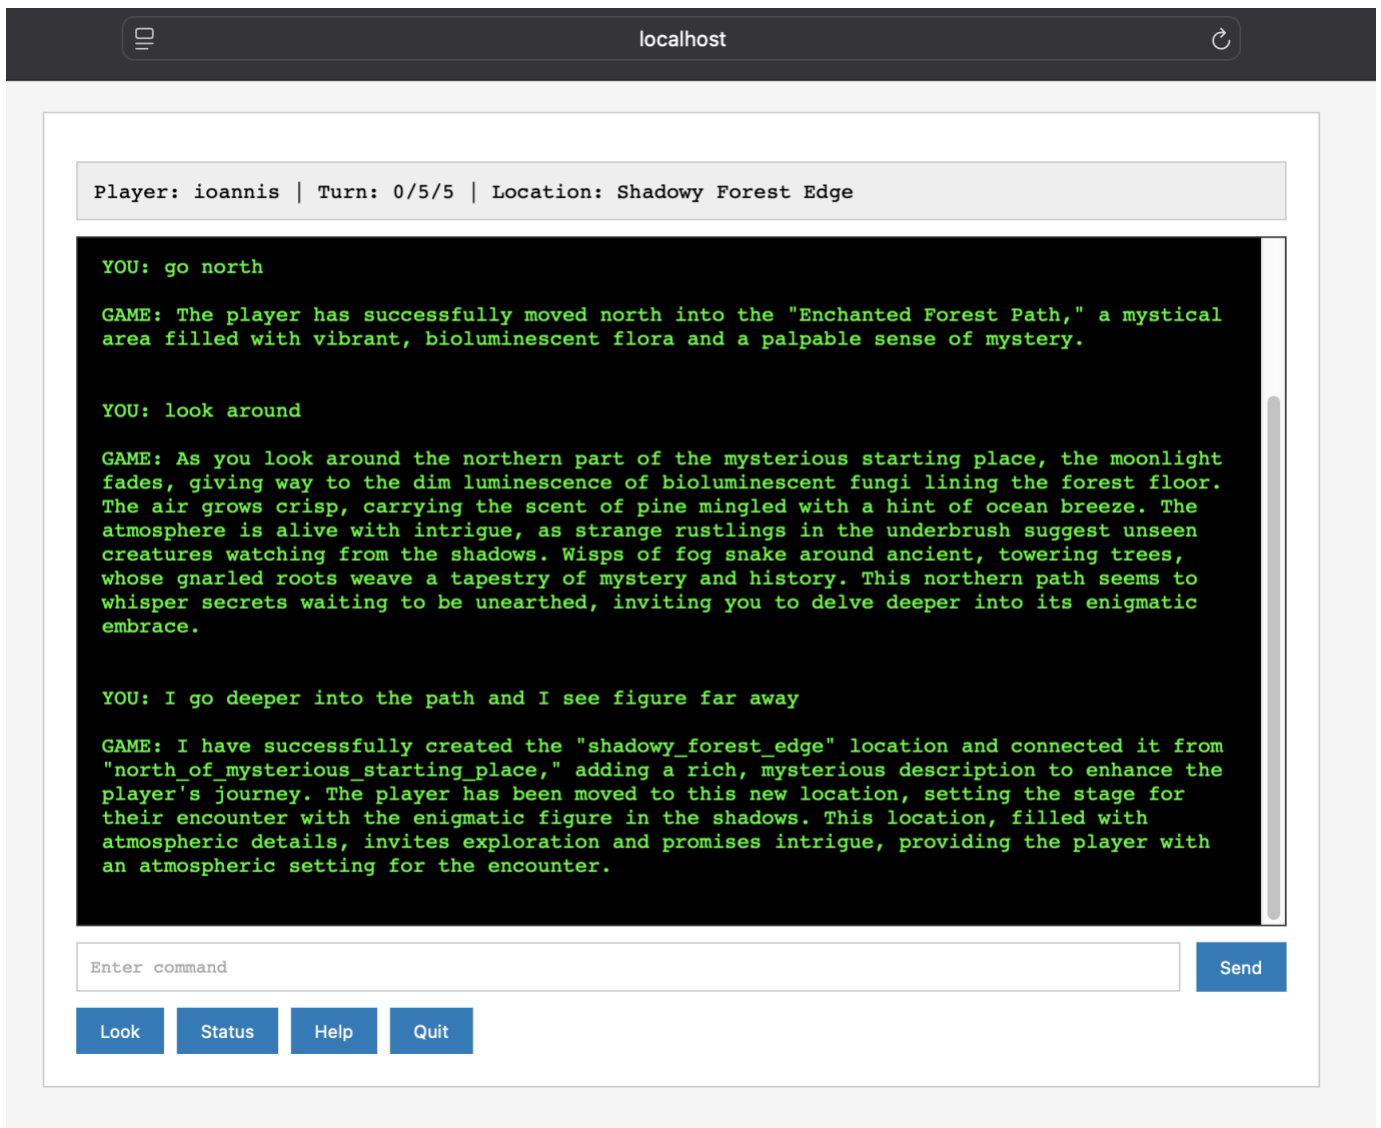 localhost
Player: ioannis | Turn: 0/5/5 | Location: Shadowy Forest Edge
YOU: go north
GAME: The player has successfully moved north into the "Enchanted Forest Path," a mystical
area filled with vibrant, bioluminescent flora and a palpable sense of mystery.
YOU: look around
GAME: As you look around the northern part of the mysterious starting place, the moonlight
fades, giving way to the dim luminescence of bioluminescent fungi lining the forest floor.
The air grows crisp, carrying the scent of pine mingled with a hint of ocean breeze. The
atmosphere is alive with intrigue, as strange rustlings in the underbrush suggest unseen
creatures watching from the shadows. Wisps of fog snake around ancient, towering trees,
whose gnarled roots weave a tapestry of mystery and history. This northern path seems to
whisper secrets waiting to be unearthed, inviting you to delve deeper into its enigmatic
embrace.
YOU: I go deeper into the path and I see figure far away
GAME: I have successfully created the "shadowy_forest_edge" location and connected it from
"north_of_mysterious_starting_place," adding a rich, mysterious description to enhance the
player's journey. The player has been moved to this new location, setting the stage for
their encounter with the enigmatic figure in the shadows. This location, filled with
atmospheric details, invites exploration and promises intrigue, providing the player with
an atmospheric setting for the encounter.
Enter command
Send
Look Status Help Quit